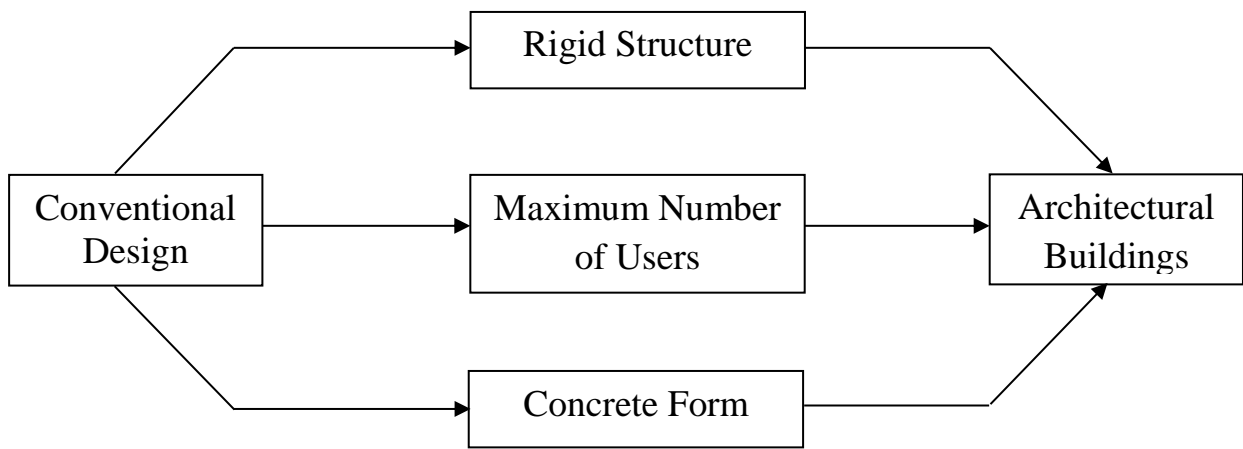 Rigid Structure
Conventional
Design
Maximum Number
of Users
Architectural
Buildings
Concrete Form